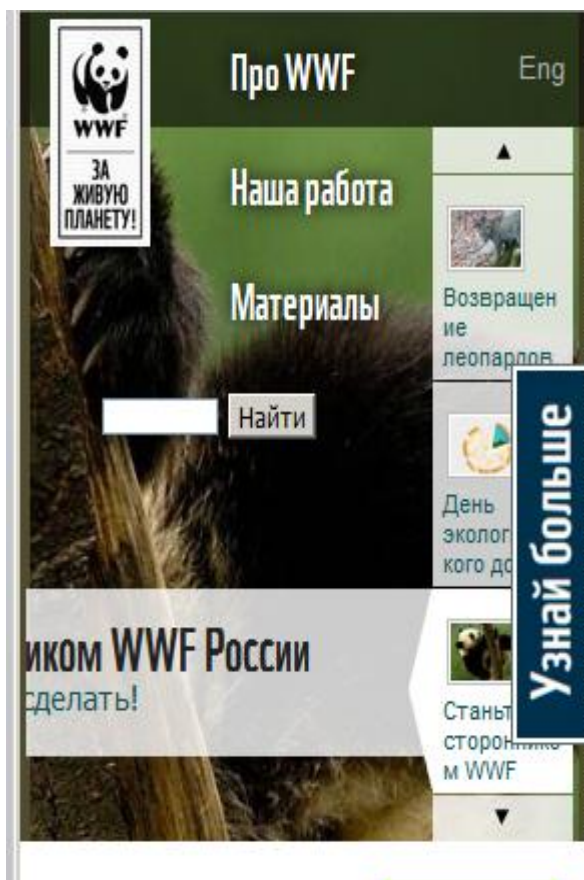 Про WWF
Eng
WWF
ЗА
ЖИВУЮ
ПЛАНЕТУ!
Наша работа
Материалы
Найти
▲
Возвращен
ие
леопардов
День
эколог
кого до
Узнай больше
иком WWF России
сделать!
Станьт
стороннико
м WWF
▼